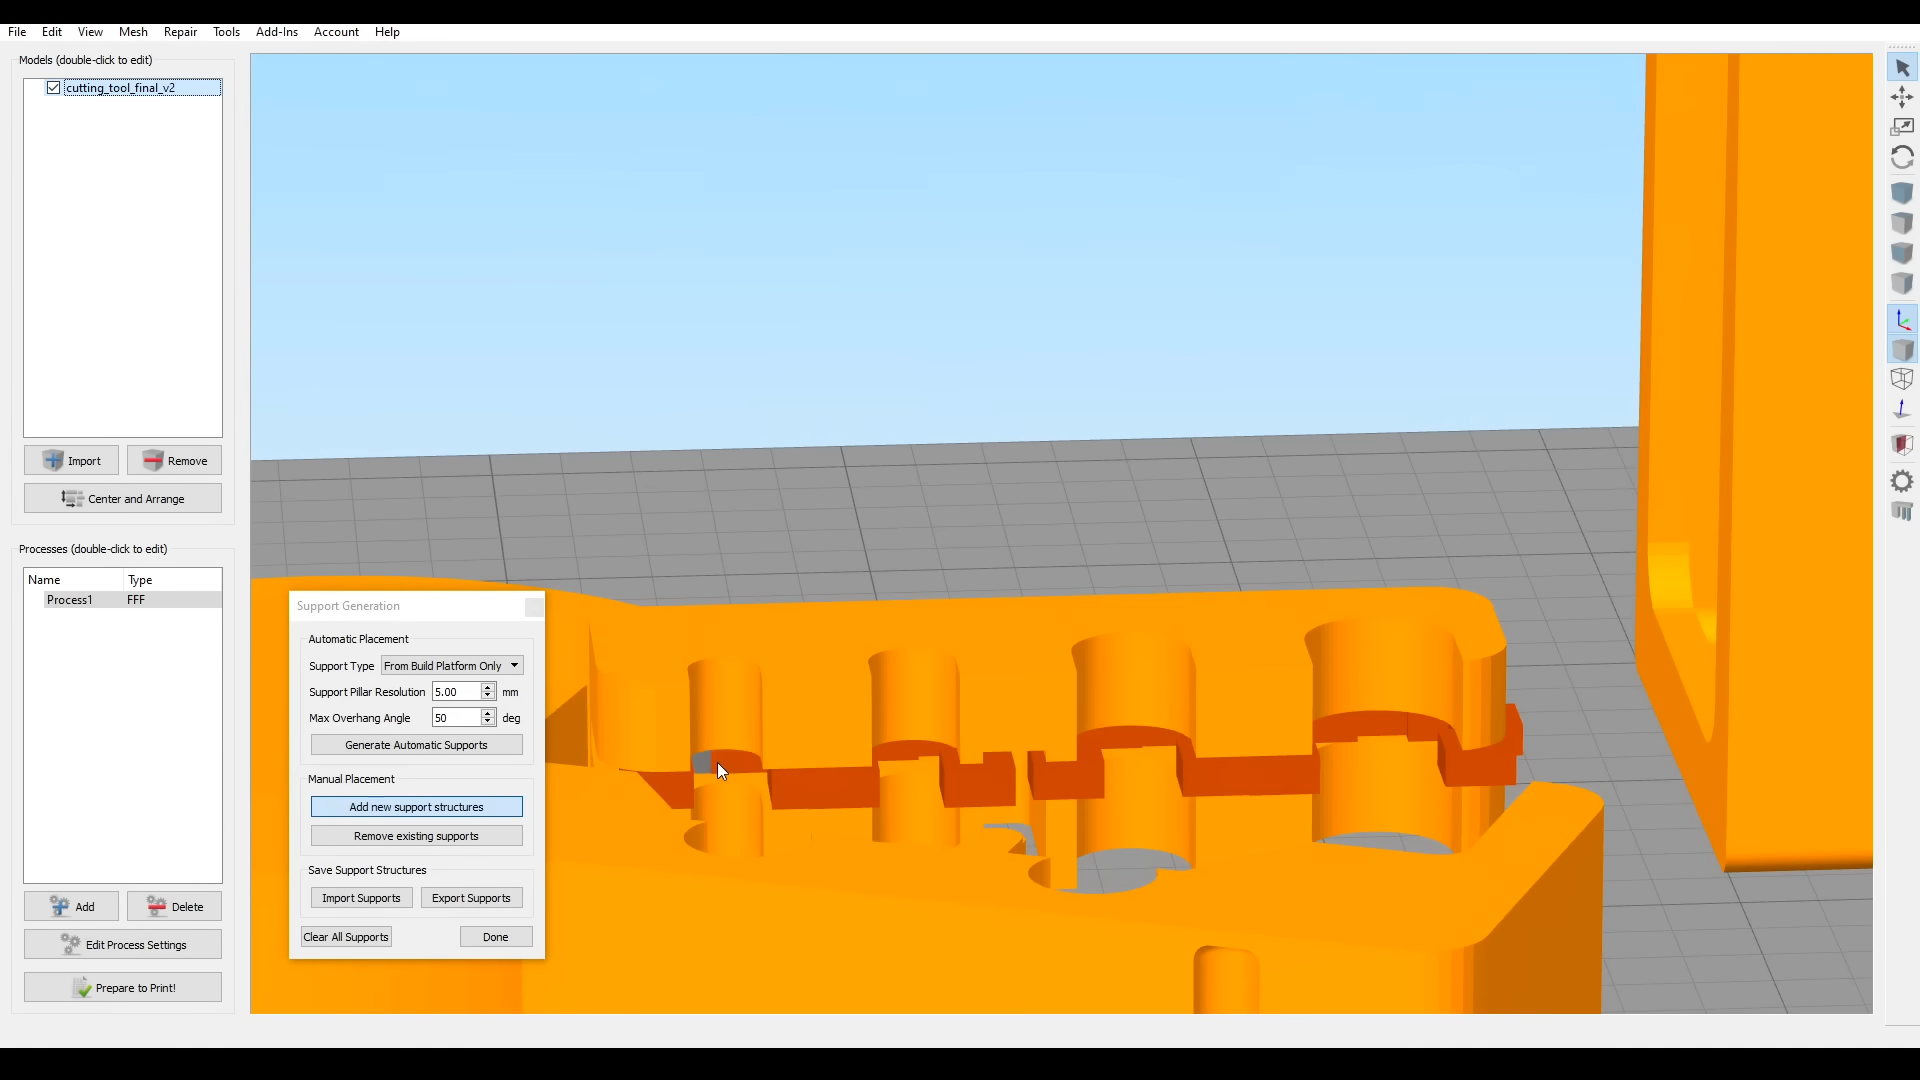 File Edit View Mesh Repair Tools Add-Ins Account Help
Models (double-click to edit)
cutting_tool_final_v2
Import Remove
Center and Arrange
Processes (double-click to edit)
Name Type
Process1 FFF
Add Delete
Edit Process Settings
Prepare to Print!
Support Generation
Automatic Placement
Support Type From Build Platform Only
Support Pillar Resolution 5.00 mm
Max Overhang Angle 50 deg
Generate Automatic Supports
Manual Placement
Add new support structures
Remove existing supports
Save Support Structures
Import Supports Export Supports
Clear All Supports Done